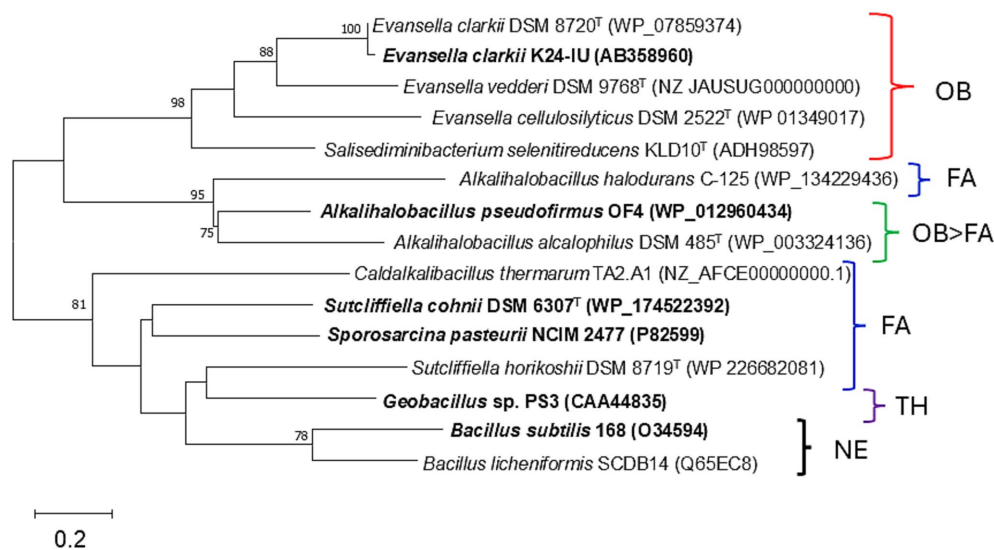 100 Evansella clarkii DSM 8720ᵀ (WP_07859374)
Evansella clarkii K24-IU (AB358960)
88
Evansella vedderi DSM 9768ᵀ (NZ JAUSUG000000000)
OB
98
Evansella cellulosilyticus DSM 2522ᵀ (WP 01349017)
Salisediminibacterium selenitireducens KLD10ᵀ (ADH98597)
Alkalihalobacillus halodurans C-125 (WP_134229436)
FA
95
Alkalihalobacillus pseudofirmus OF4 (WP_012960434)
OB>FA
75
Alkalihalobacillus alcalophilus DSM 485ᵀ (WP_003324136)
Caldalkalibacillus thermarum TA2.A1 (NZ_AFCE00000000.1)
81
Sutcliffiella cohnii DSM 6307ᵀ (WP_174522392)
FA
Sporosarcina pasteurii NCIM 2477 (P82599)
Sutcliffiella horikoshii DSM 8719ᵀ (WP 226682081)
Geobacillus sp. PS3 (CAA44835)
TH
Bacillus subtilis 168 (O34594)
78
NE
Bacillus licheniformis SCDB14 (Q65EC8)
0.2